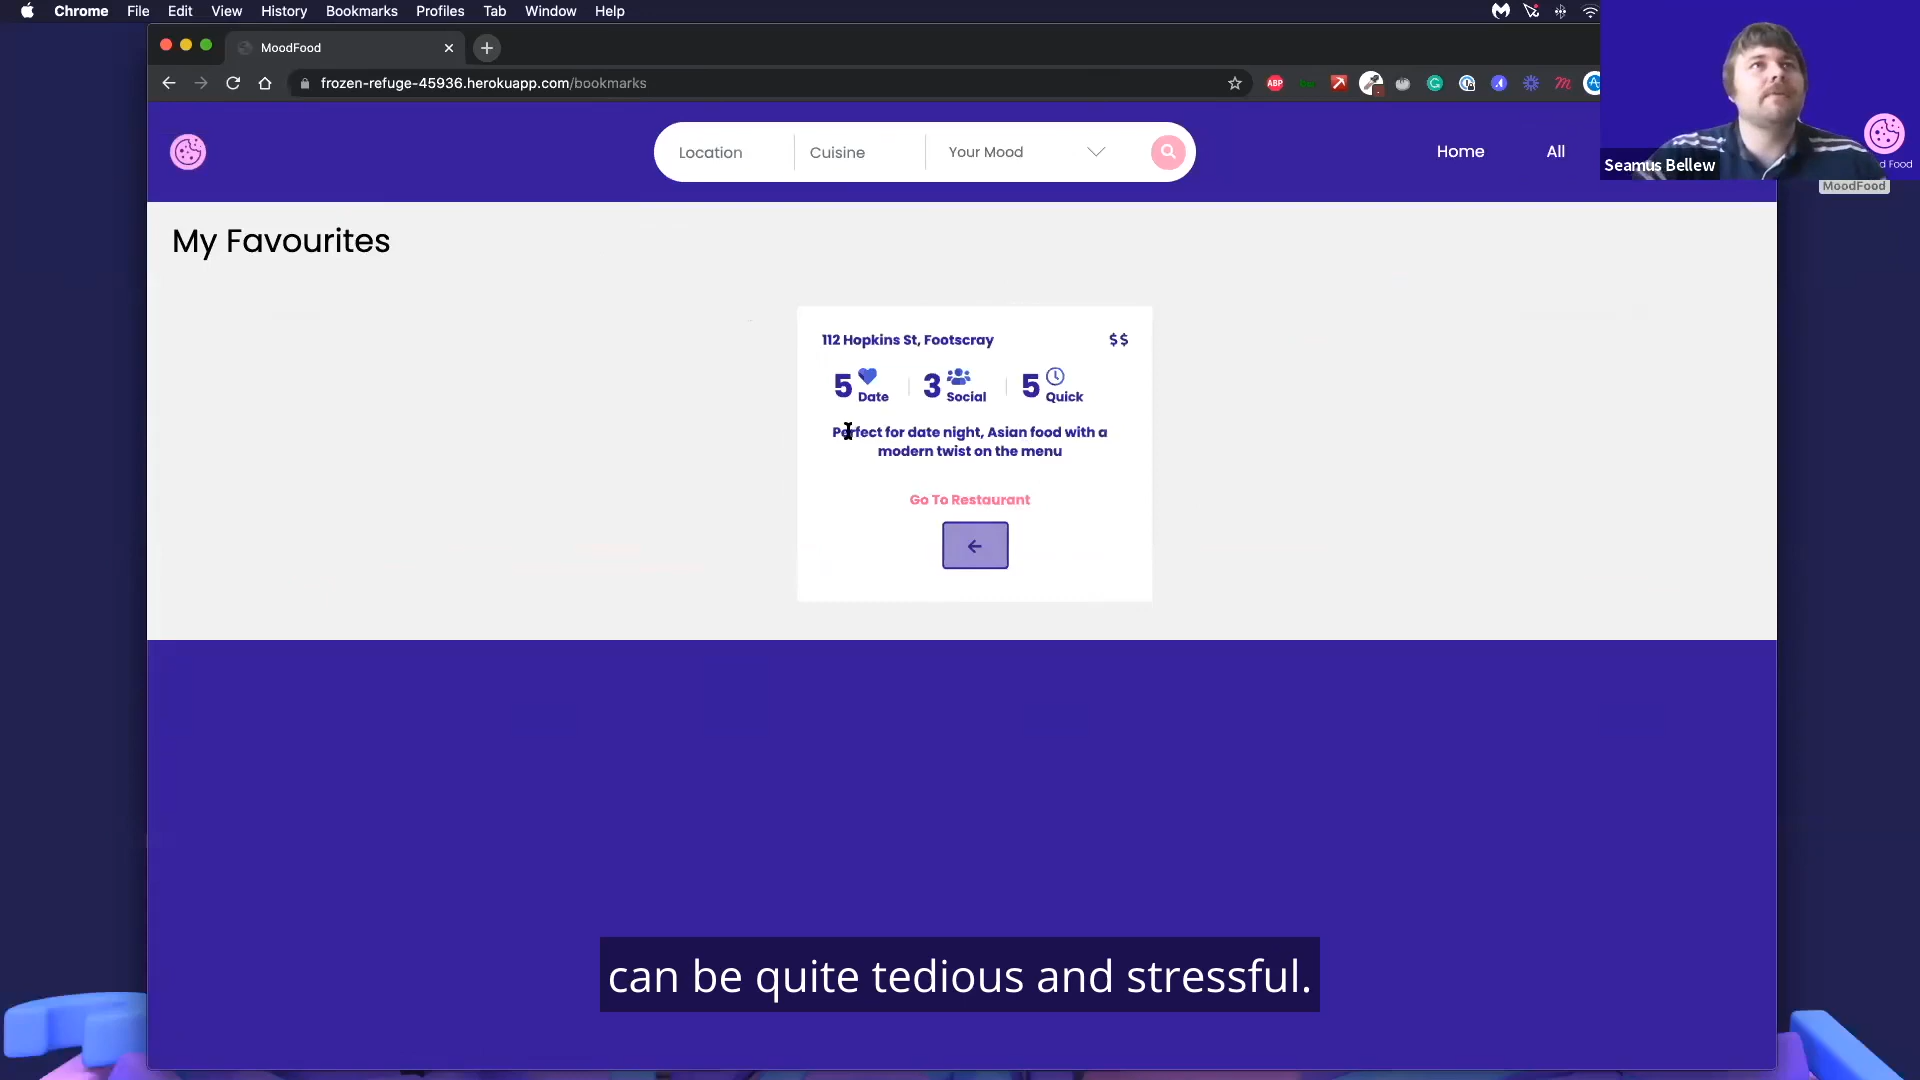 Chrome File Edit View History Bookmarks Profiles Tab Window Help
MoodFood
frozen-refuge-45936.herokuapp.com/bookmarks
ABP
Location
Cuisine
Your Mood
Home
All
Seamus Bellew
d Food
MoodFood
My Favourites
112 Hopkins St, Footscray
$$
5 Date
3 Social
5 Quick
Perfect for date night, Asian food with a
modern twist on the menu
Go To Restaurant
can be quite tedious and stressful.